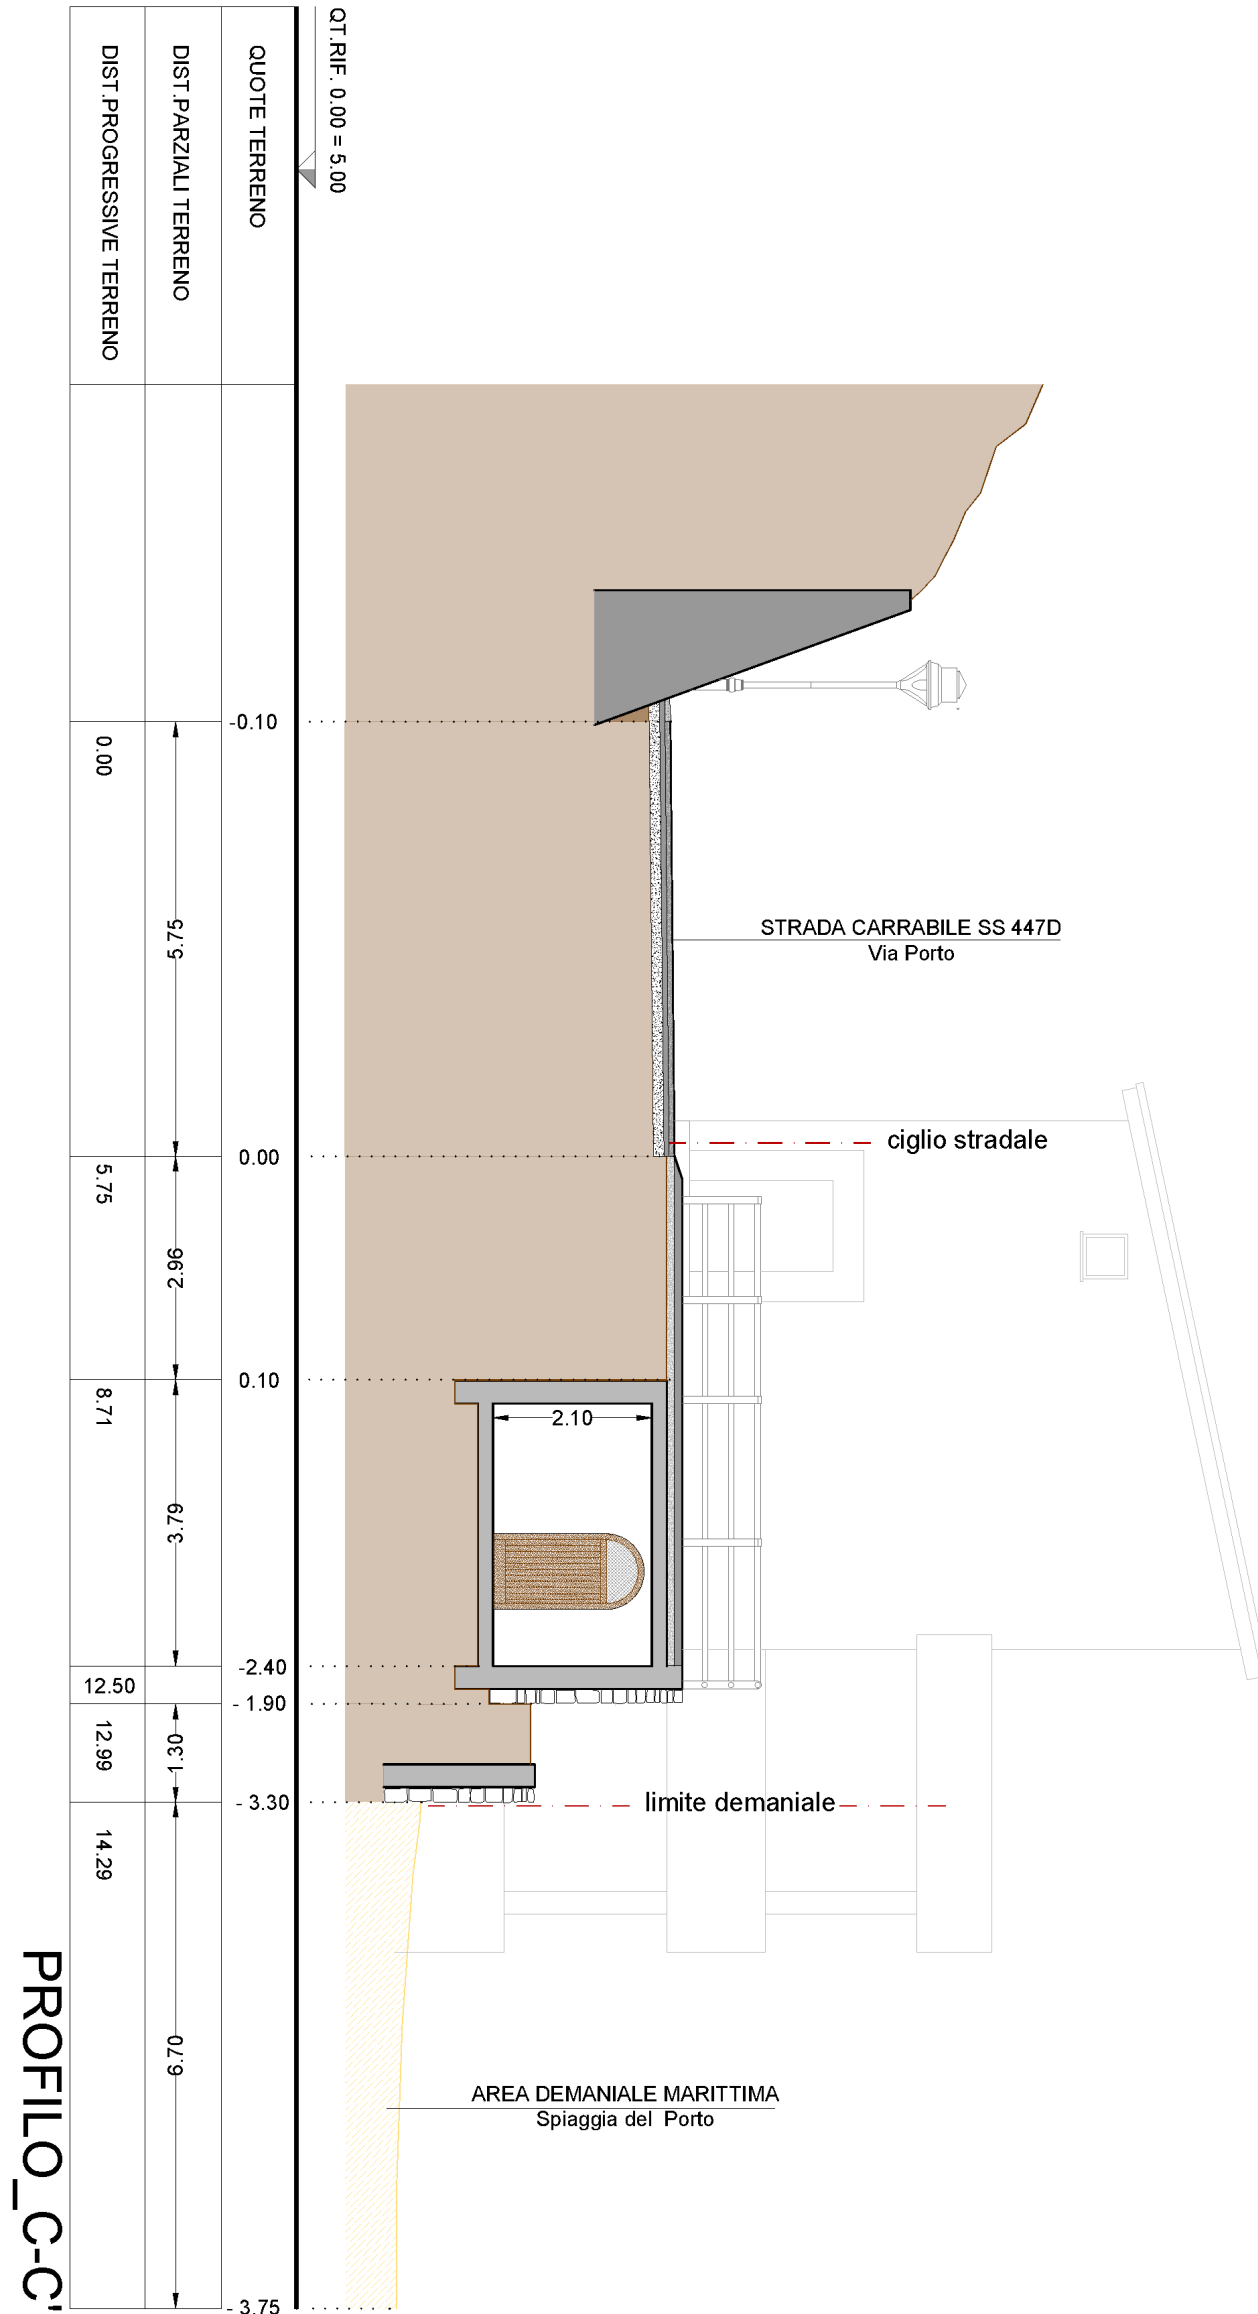 QT.RIF. 0.00 = 5.00
QUOTE TERRENO
DIST.PARZIALI TERRENO
DIST.PROGRESSIVE TERRENO
-0.10
0.00
5.75
STRADA CARRABILE SS 447D
Via Porto
ciglio stradale
0.00
5.75
2.96
0.10
8.71
2.10
3.79
-2.40
12.50
- 1.90
12.99
1.30
- 3.30
limite demaniale
14.29
6.70
AREA DEMANIALE MARITTIMA
Spiaggia del Porto
- 3.75
PROFILO_C-C'